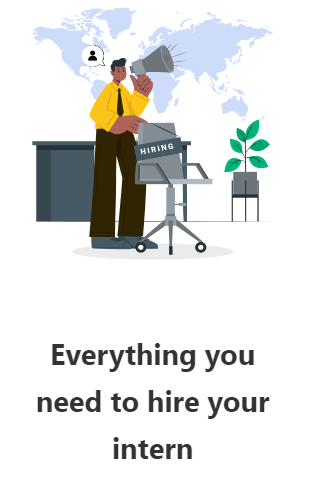 HIRING
Everything you
need to hire your
intern